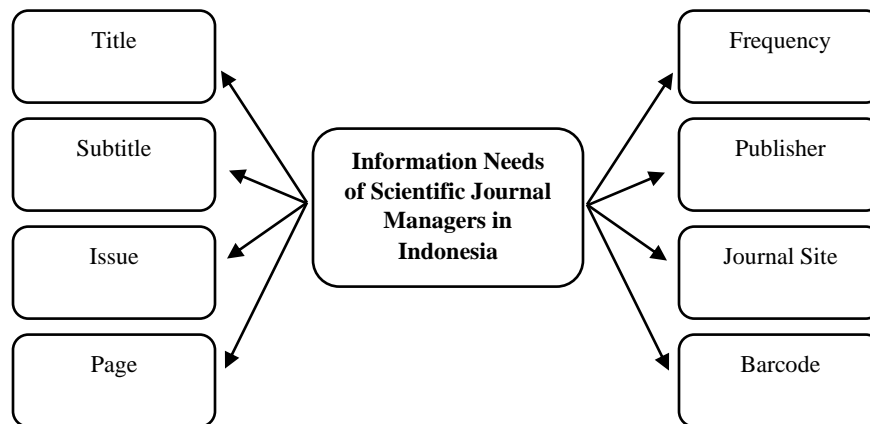 Title
Subtitle
Issue
Page
Information Needs
of Scientific Journal
Managers in
Indonesia
Frequency
Publisher
Journal Site
Barcode